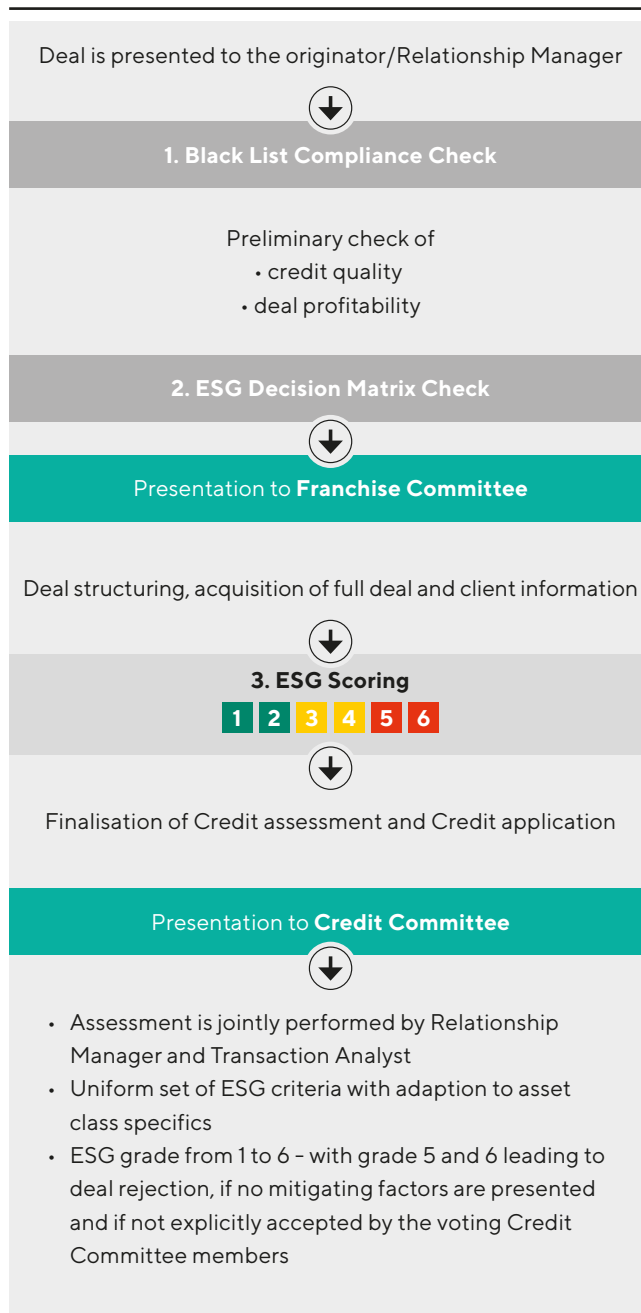 Deal is presented to the originator/Relationship Manager
1. Black List Compliance Check
Preliminary check of
• credit quality
• deal profitability
2. ESG Decision Matrix Check
Presentation to Franchise Committee
Deal structuring, acquisition of full deal and client information
3. ESG Scoring
1 2 3 4 5 6
Finalisation of Credit assessment and Credit application
Presentation to Credit Committee
• Assessment is jointly performed by Relationship
Manager and Transaction Analyst
• Uniform set of ESG criteria with adaption to asset
class specifics
• ESG grade from 1 to 6 - with grade 5 and 6 leading to
deal rejection, if no mitigating factors are presented
and if not explicitly accepted by the voting Credit
Committee members